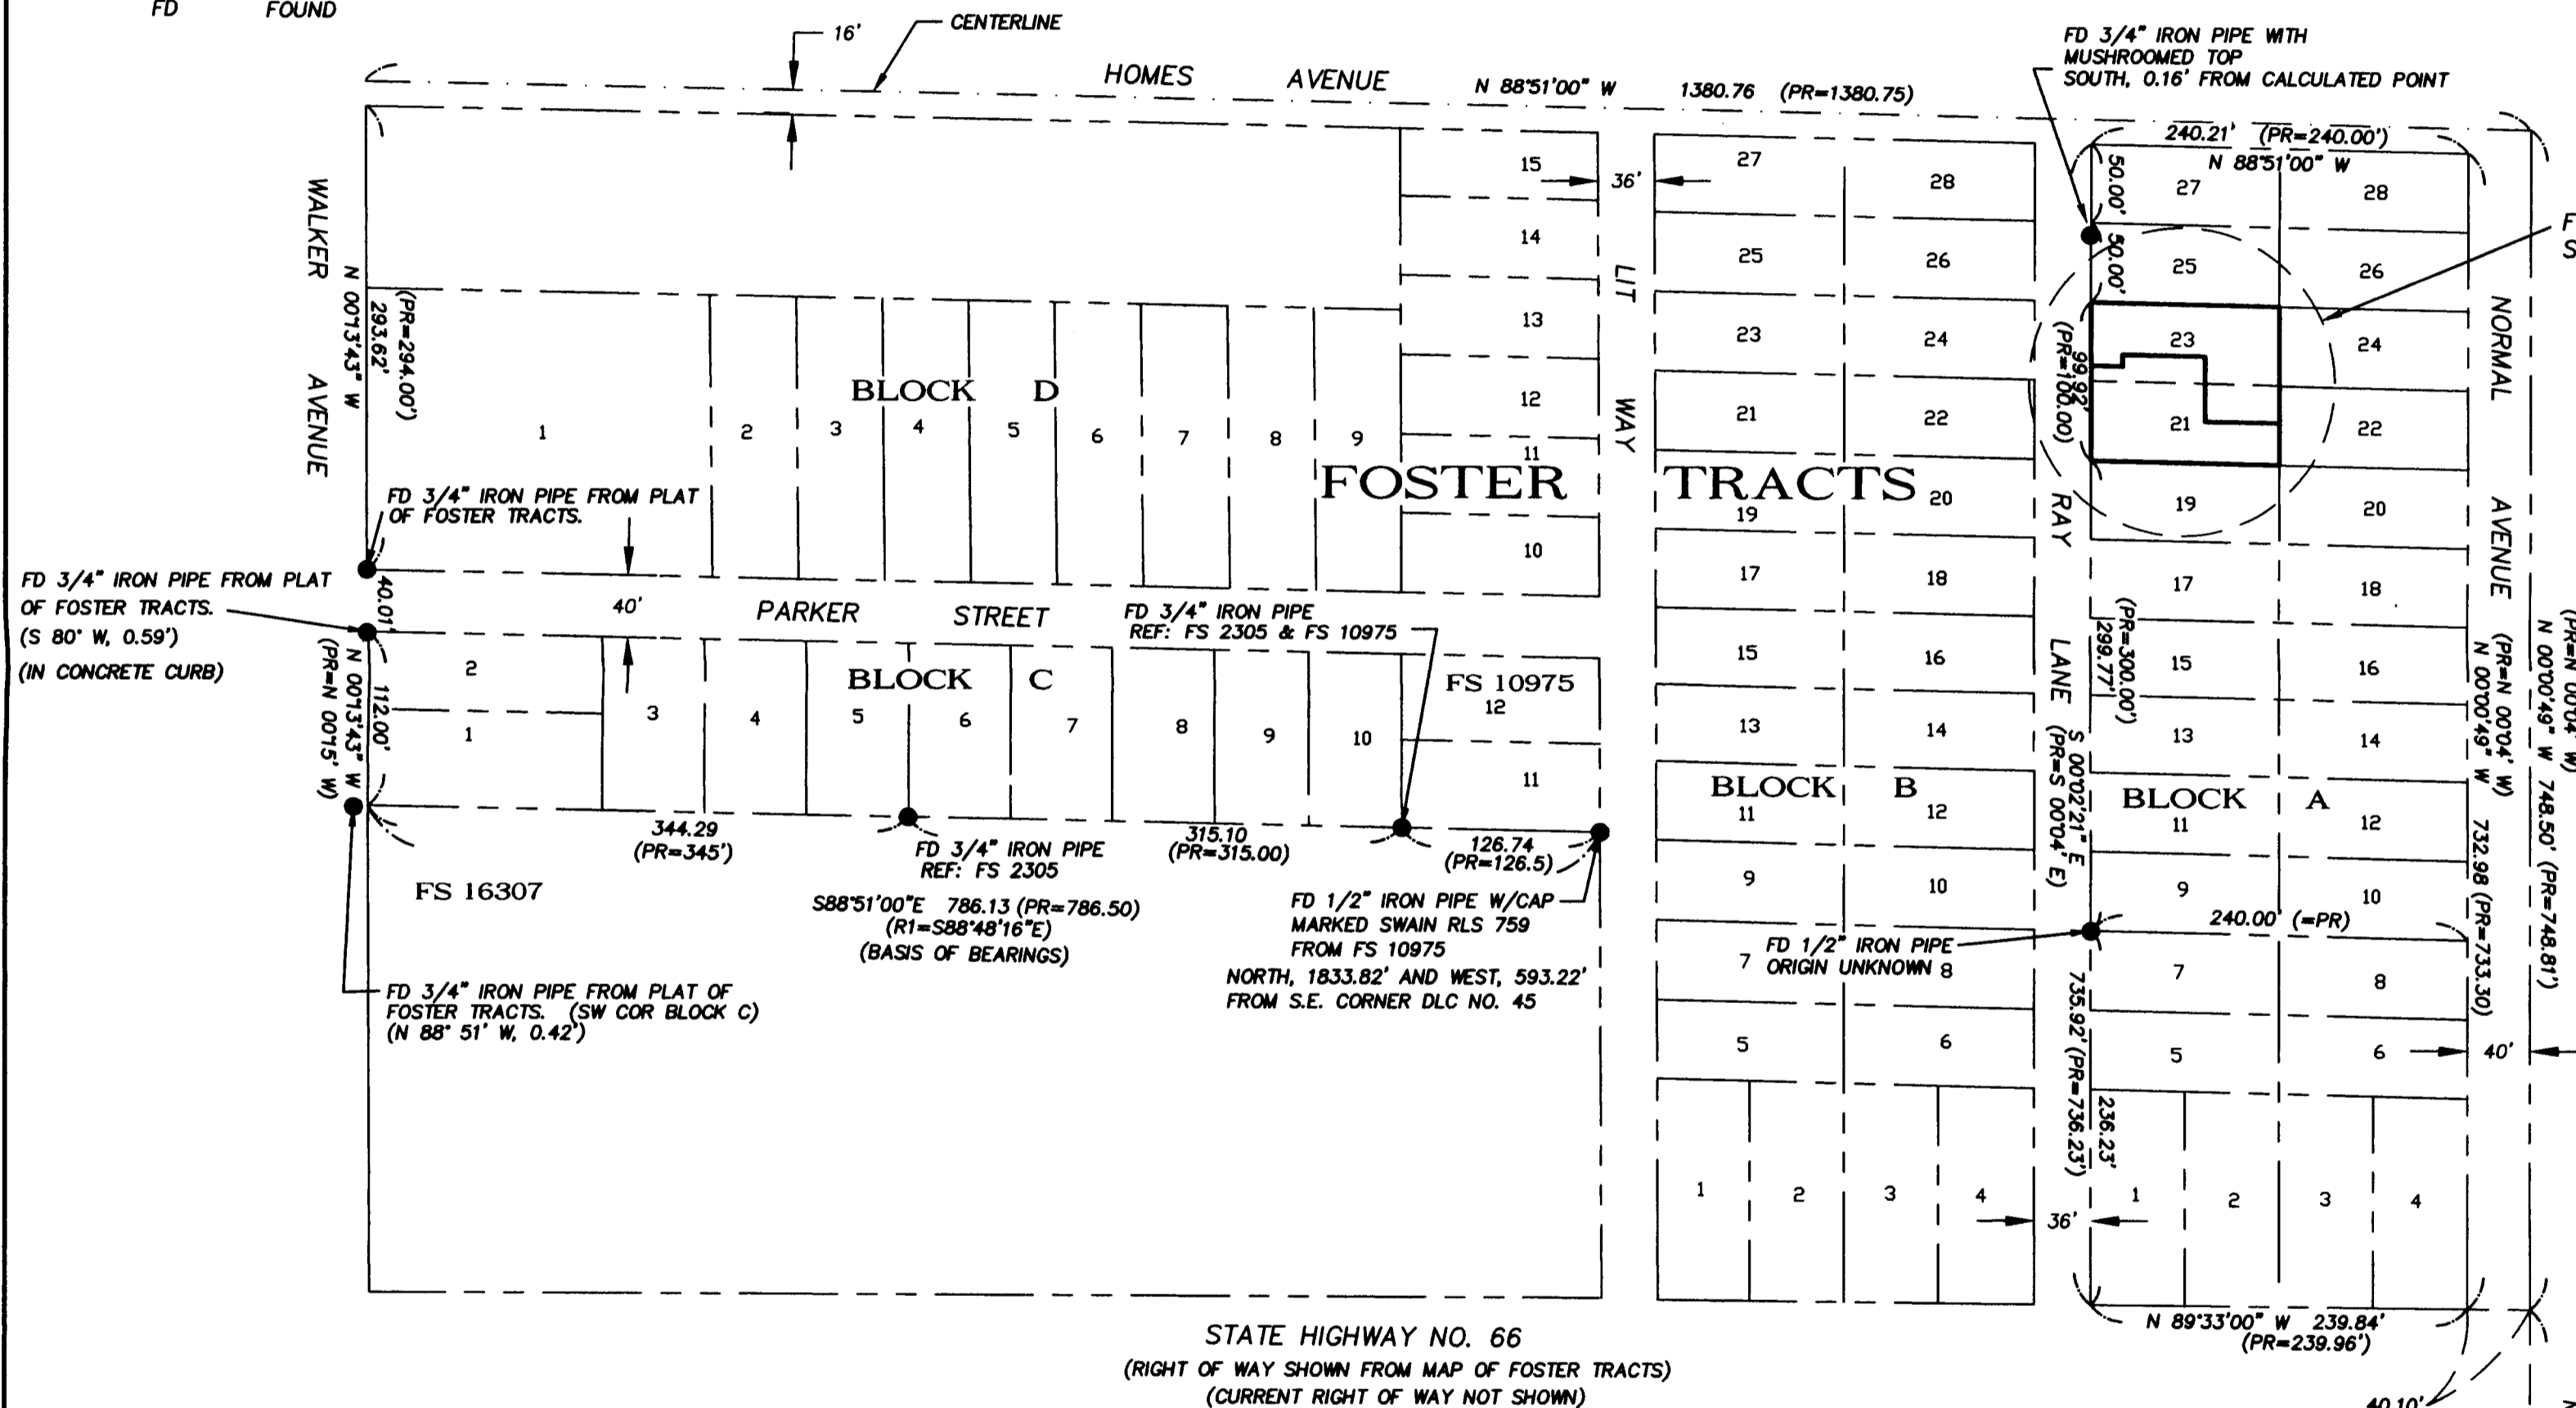 FD FOUND
16'
CENTERLINE
HOMES AVENUE
N 88°51'00" W 1380.76 (PR=1380.75)
FD 3/4" IRON PIPE WITH
MUSHROOMED TOP
SOUTH, 0.16' FROM CALCULATED POINT
240.21' (PR=240.00')
N 88°51'00" W
50.00'
50.00'
99.92'
(PR=100.00)
WALKER AVENUE
N 00°13'43" W
293.62'
(PR=294.00')
BLOCK D
1 2 3 4 5 6 7 8 9
15
14
13
12
11
10
36'
LIT WAY
FOSTER TRACTS
27 28
25 26
23 24
21 22
19 20
17 18
15 16
13 14
BLOCK B
11 12
9 10
7 8
5 6
1 2 3 4
27 28
25 26
23 24
21 22
19 20
17 18
15 16
13 14
BLOCK A
11 12
9 10
7 8
5 6
1 2 3 4
F
S
NORMAL AVENUE
(PR=N 00°04' W)
N 00°00'49" W 732.98 (PR=733.30)
(PR=N 00°04' W)
N 00°00'49" W 748.50' (PR=748.81')
RAY LANE
S 00°02'21" E
(PR=S 00°04' E)
(PR=300.00')
299.77'
240.00' (=PR)
735.92' (PR=736.23')
236.23'
40'
36'
FD 3/4" IRON PIPE FROM PLAT
OF FOSTER TRACTS.
FD 3/4" IRON PIPE FROM PLAT
OF FOSTER TRACTS.
(S 80° W, 0.59')
(IN CONCRETE CURB)
40.01'
40'
PARKER STREET
FD 3/4" IRON PIPE
REF: FS 2305 & FS 10975
N 00°13'43" W
(PR=N 00°15' W)
112.00'
BLOCK C
2
1
3 4 5 6 7 8 9 10
FS 10975
12
11
344.29
(PR=345')
315.10
(PR=315.00)
126.74
(PR=126.5)
FD 3/4" IRON PIPE
REF: FS 2305
FS 16307
S88°51'00"E 786.13 (PR=786.50)
(R1=S88°48'16"E)
(BASIS OF BEARINGS)
FD 1/2" IRON PIPE W/CAP
MARKED SWAIN RLS 759
FROM FS 10975
NORTH, 1833.82' AND WEST, 593.22'
FROM S.E. CORNER DLC NO. 45
FD 1/2" IRON PIPE
ORIGIN UNKNOWN
FD 3/4" IRON PIPE FROM PLAT OF
FOSTER TRACTS. (SW COR BLOCK C)
(N 88° 51' W, 0.42')
N 89°33'00" W 239.84'
(PR=239.96')
STATE HIGHWAY NO. 66
(RIGHT OF WAY SHOWN FROM MAP OF FOSTER TRACTS)
(CURRENT RIGHT OF WAY NOT SHOWN)
40.10'